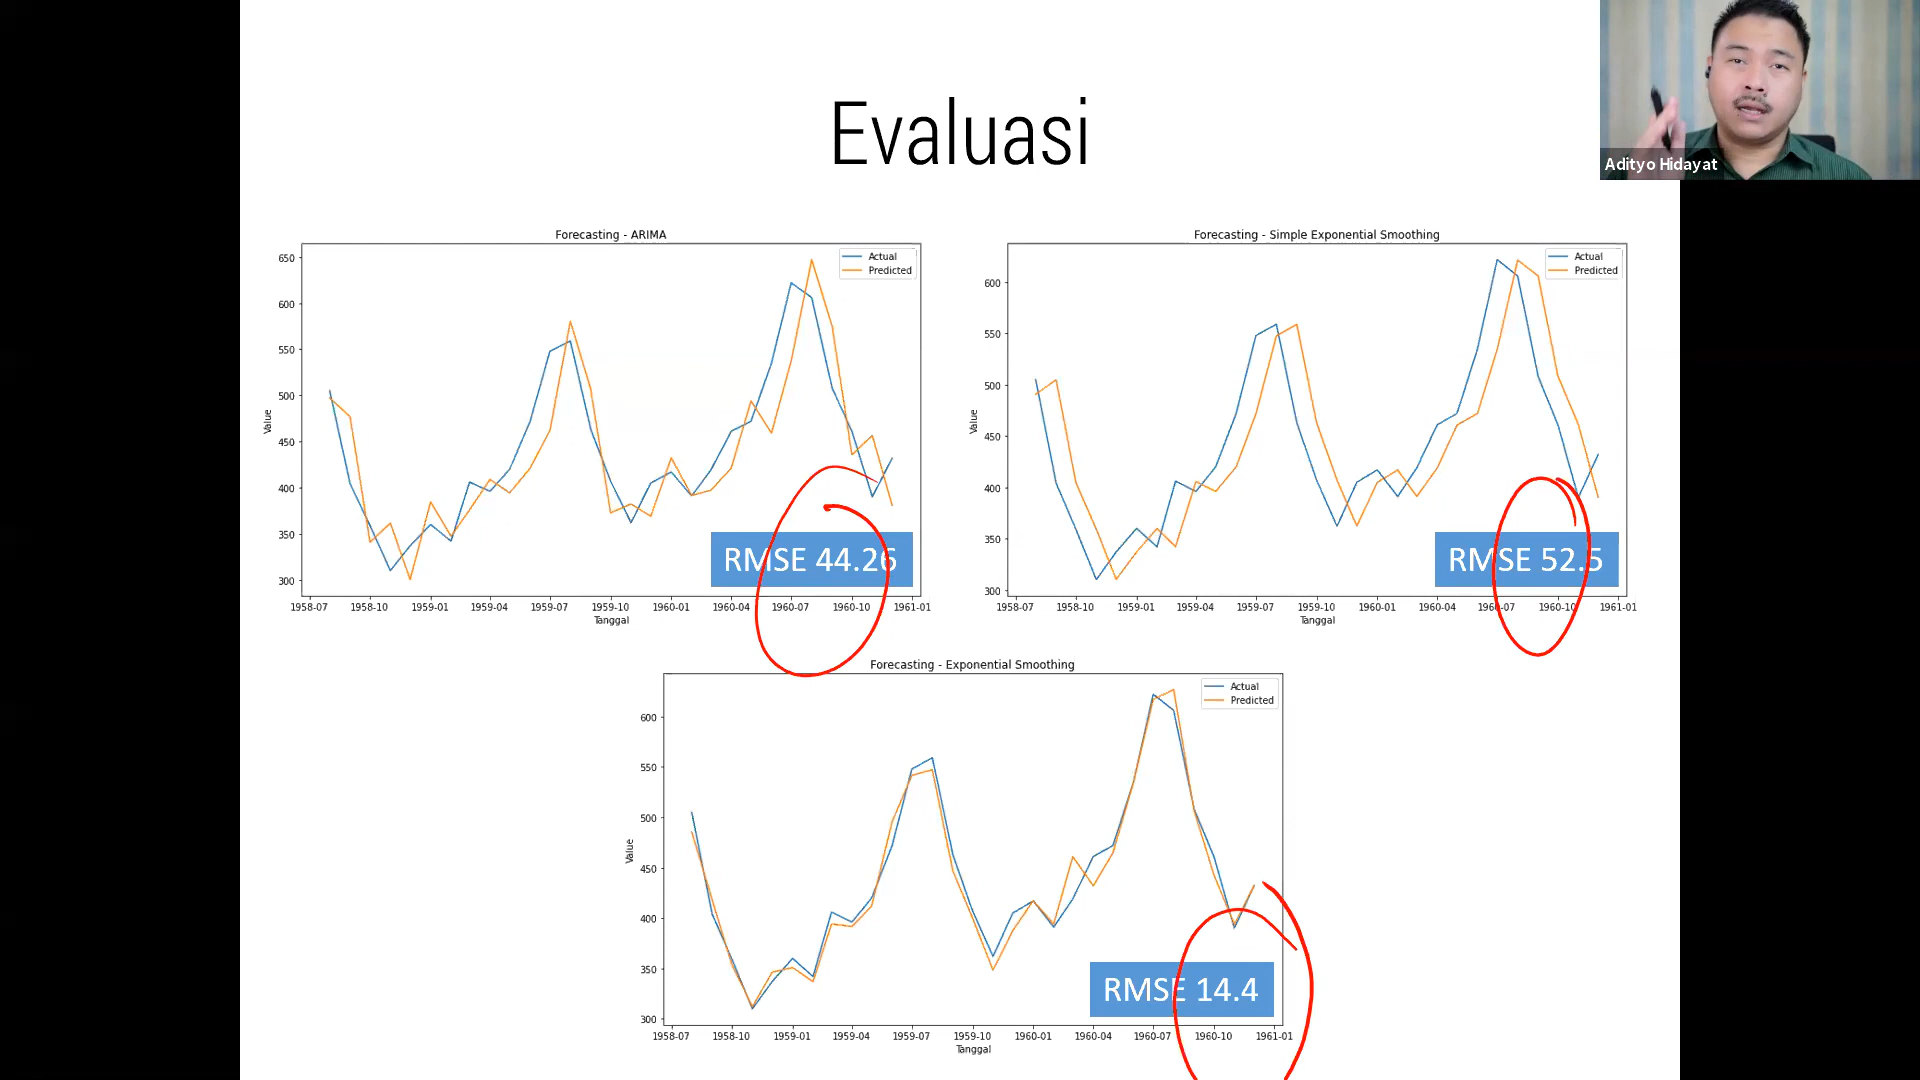 Evaluasi
Adityo Hidayat
Forecasting - ARIMA
Actual
Predicted
650
600
550
500
450
400
350
300
Value
RMSE 44.26
1958-07 1958-10 1959-01 1959-04 1959-07 1959-10 1960-01 1960-04 1960-07 1960-10 1961-01
Tanggal
Forecasting - Simple Exponential Smoothing
Actual
Predicted
600
550
500
450
400
350
300
Value
RMSE 52.5
1958-07 1958-10 1959-01 1959-04 1959-07 1959-10 1960-01 1960-04 1960-07 1960-10 1961-01
Tanggal
Forecasting - Exponential Smoothing
Actual
Predicted
600
550
500
450
400
350
300
Value
RMSE 14.4
1958-07 1958-10 1959-01 1959-04 1959-07 1959-10 1960-01 1960-04 1960-07 1960-10 1961-01
Tanggal